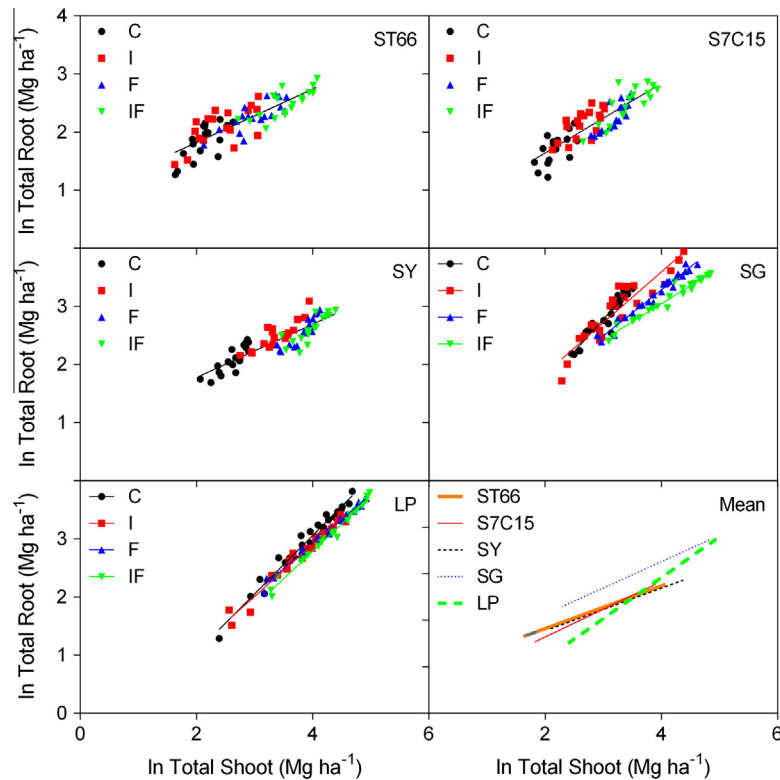 4
C
I
F
IF
ST66
3
2
1
ln Total Root (Mg ha⁻¹)
C
I
F
IF
S7C15
C
I
F
IF
SY
3
2
1
ln Total Root (Mg ha⁻¹)
C
I
F
IF
SG
C
I
F
IF
LP
3
2
1
0
ln Total Root (Mg ha⁻¹)
ST66
S7C15
SY
SG
LP
Mean
0 2 4 6 2 4 6
ln Total Shoot (Mg ha⁻¹) ln Total Shoot (Mg ha⁻¹)